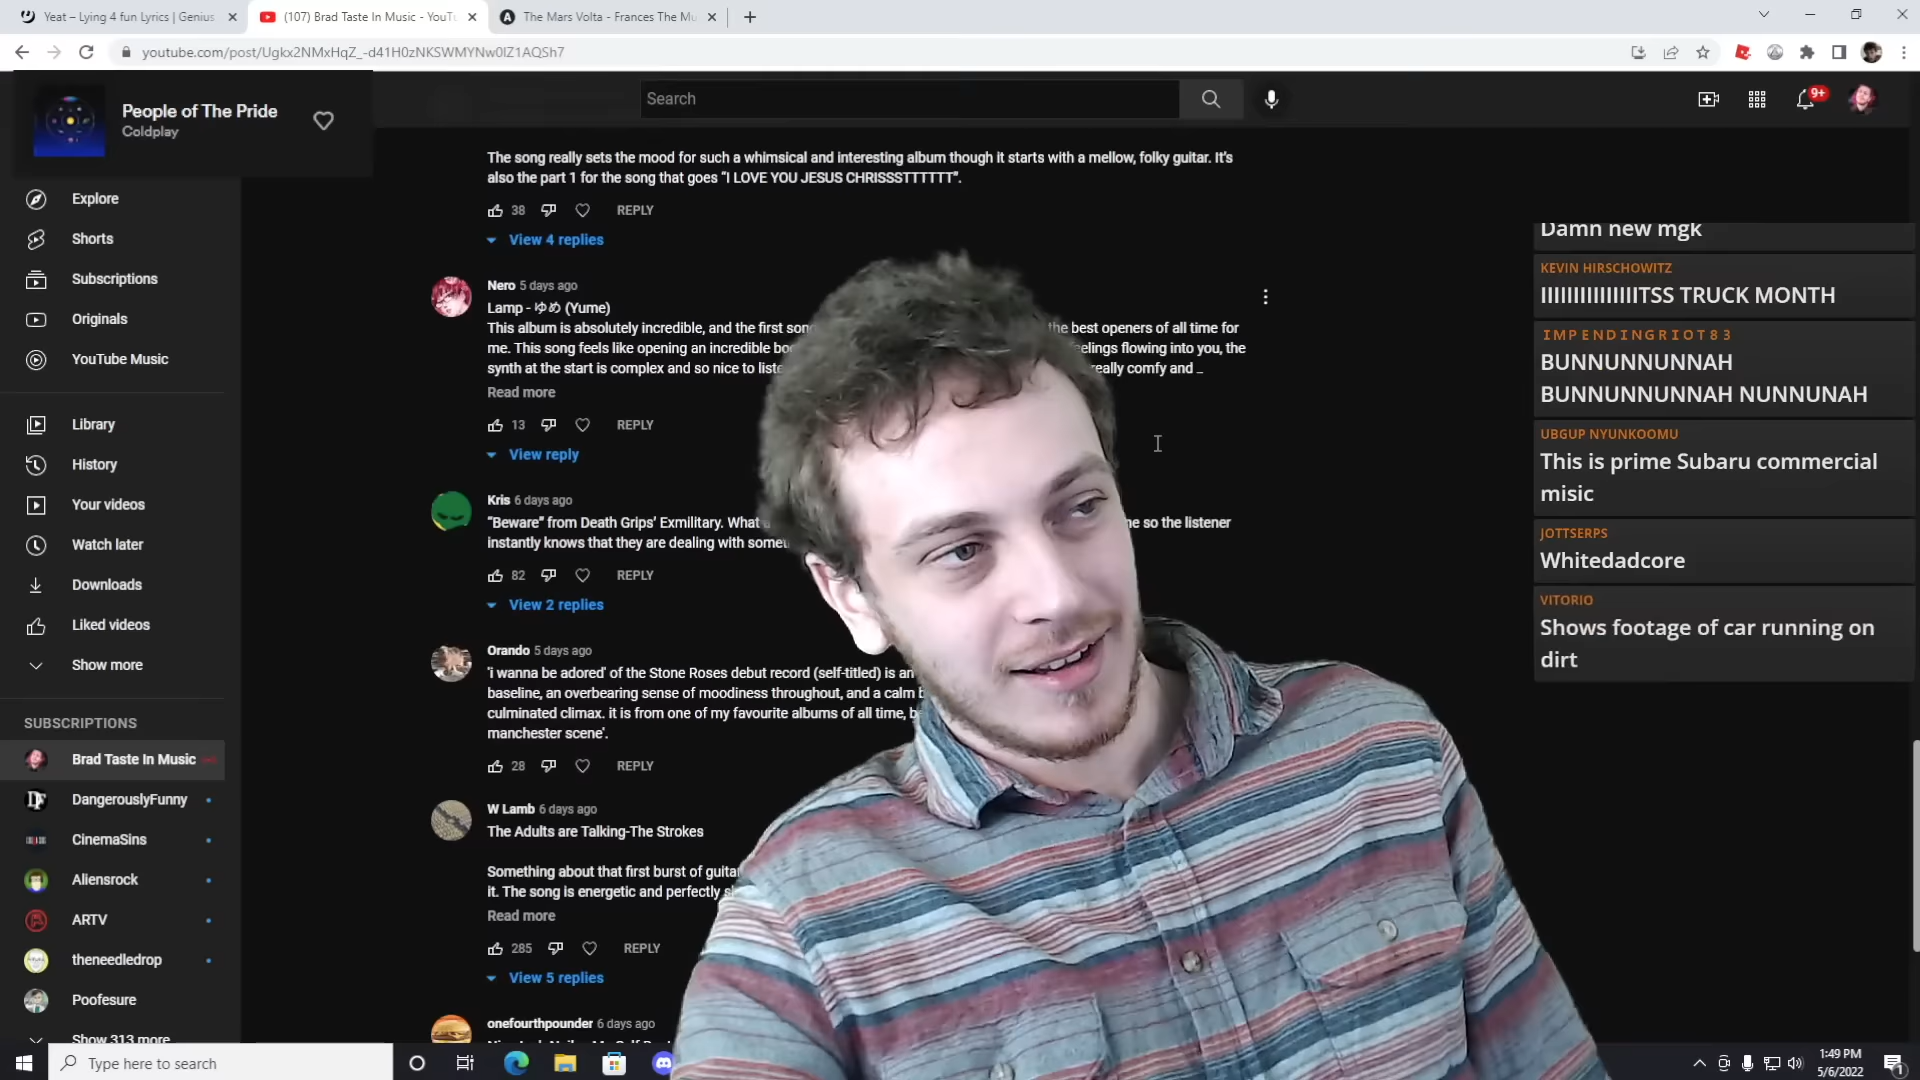 Yeat – Lying 4 fun Lyrics | Genius
(107) Brad Taste In Music - YouTu
The Mars Volta - Frances The Mu
youtube.com/post/Ugkx2NMxHqZ_-d41H0zNKSWMYNw0lZ1AQSh7
People of The Pride
Coldplay
Search
9+
Explore
Shorts
Subscriptions
Originals
YouTube Music
Library
History
Your videos
Watch later
Downloads
Liked videos
Show more
SUBSCRIPTIONS
Brad Taste In Music
DangerouslyFunny
CinemaSins
Aliensrock
ARTV
theneedledrop
Poofesure
Show 313 more
The song really sets the mood for such a whimsical and interesting album though it starts with a mellow, folky guitar. It's
also the part 1 for the song that goes “I LOVE YOU JESUS CHRISSSTTTTTT”.
38 REPLY
View 4 replies
Nero 5 days ago
Lamp - ゆめ (Yume)
This album is absolutely incredible, and the first song the best openers of all time for
me. This song feels like opening an incredible feelings flowing into you, the
synth at the start is complex and so nice to really comfy and ..
Read more
13 REPLY
View reply
Kris 6 days ago
"Beware" from Death Grips' Exmilitary. What so the listener
instantly knows that they are dealing with
82 REPLY
View 2 replies
Orando 5 days ago
'i wanna be adored' of the Stone Roses debut record (self-titled) is
baseline, an overbearing sense of moodiness throughout, and a calm
culminated climax. it is from one of my favourite albums of all time,
manchester scene'.
28 REPLY
W Lamb 6 days ago
The Adults are Talking-The Strokes
Something about that first burst of
it. The song is energetic and perfectly
Read more
285 REPLY
View 5 replies
onefourthpounder 6 days ago
Damn new mgk
KEVIN HIRSCHOWITZ
IIIIIIIIIIIIIIITSS TRUCK MONTH
IMPENDINGRIOT83
BUNNUNNUNNAH
BUNNUNNUNNAH NUNNUNAH
UBGUP NYUNKOOMU
This is prime Subaru commercial
misic
JOTTSERPS
Whitedadcore
VITORIO
Shows footage of car running on
dirt
Type here to search
1:49 PM
5/6/2022
1